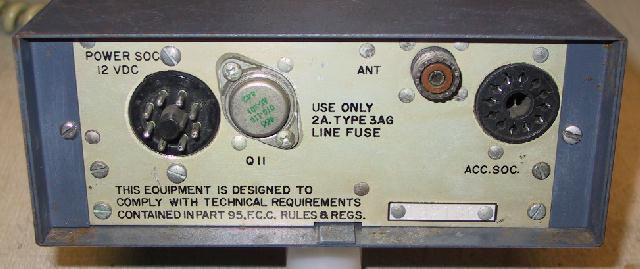 POWER SOC.
12 VDC
ANT
USE ONLY
2A. TYPE 3AG
LINE FUSE
Q11
ACC. SOC.
THIS EQUIPMENT IS DESIGNED TO
COMPLY WITH TECHNICAL REQUIREMENTS
CONTAINED IN PART 95, F.C.C. RULES & REGS.